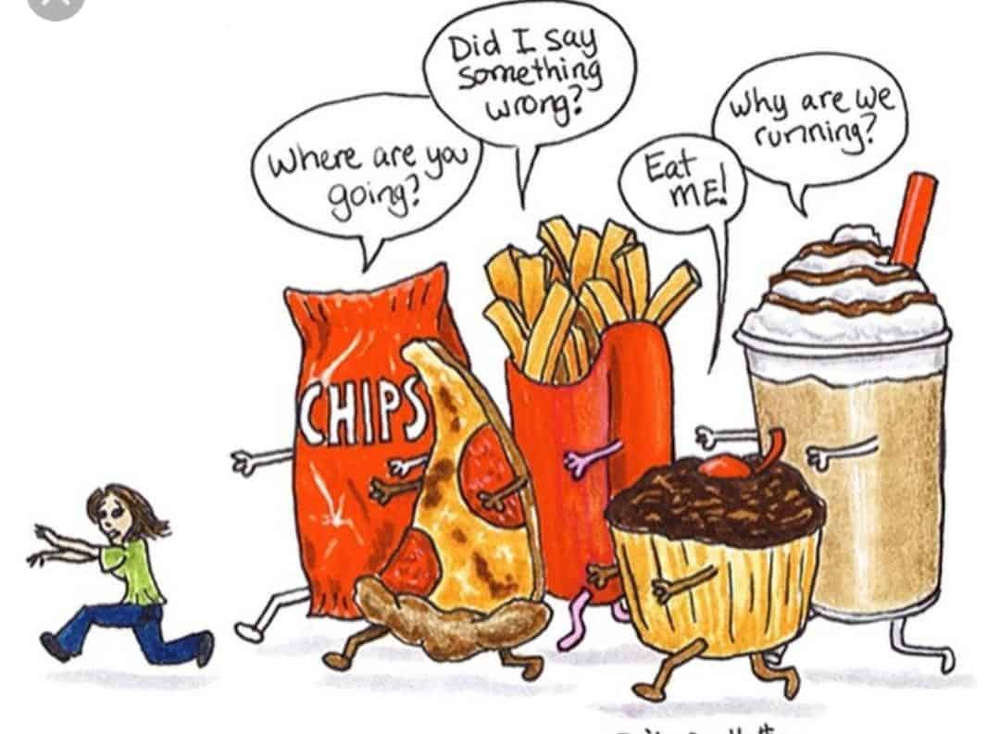 Did I say
something
wrong?
Where are you
going?
Why are we
running?
Eat
ME!
CHIPS